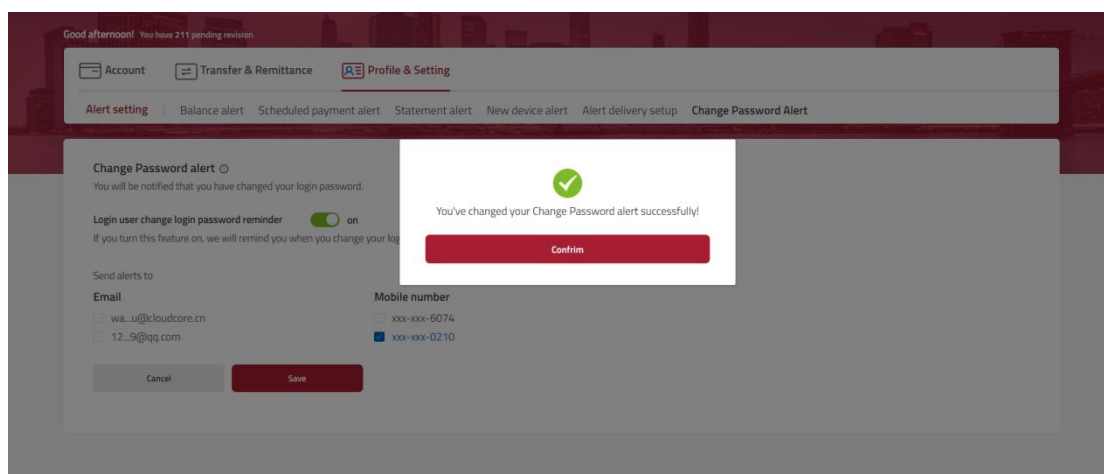 Good afternoon! You have 211 pending revision
Account Transfer & Remittance Profile & Setting
Alert setting Balance alert Scheduled payment alert Statement alert New device alert Alert delivery setup Change Password Alert
Change Password alert
You will be notified that you have changed your login password.
You've changed your Change Password alert successfully!
Login user change login password reminder on
If you turn this feature on, we will remind you when you change your log
Confrim
Send alerts to
Email Mobile number
wa...u@cloudcore.cn xxx-xxx-6074
12...9@qq.com xxx-xxx-0210
Cancel Save